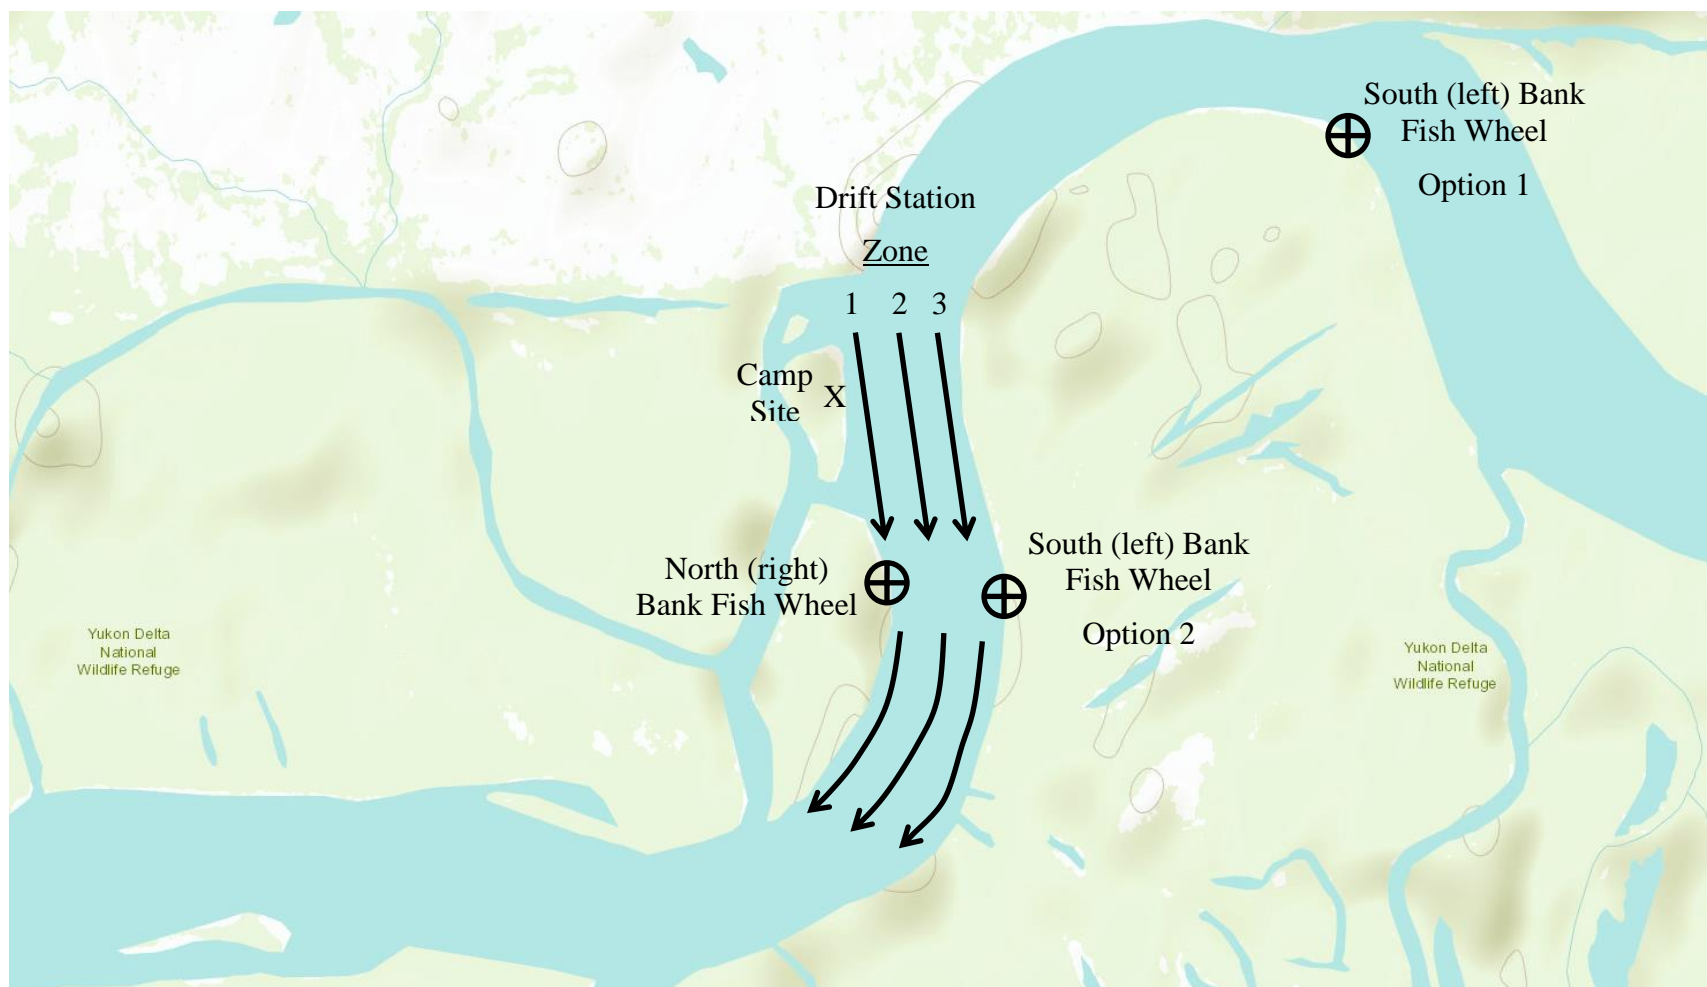 South (left) Bank
Fish Wheel
Option 1
Drift Station
Zone
1 2 3
Camp
Site X
South (left) Bank
Fish Wheel
Option 2
North (right)
Bank Fish Wheel
Yukon Delta
National
Wildlife Refuge
Yukon Delta
National
Wildlife Refuge